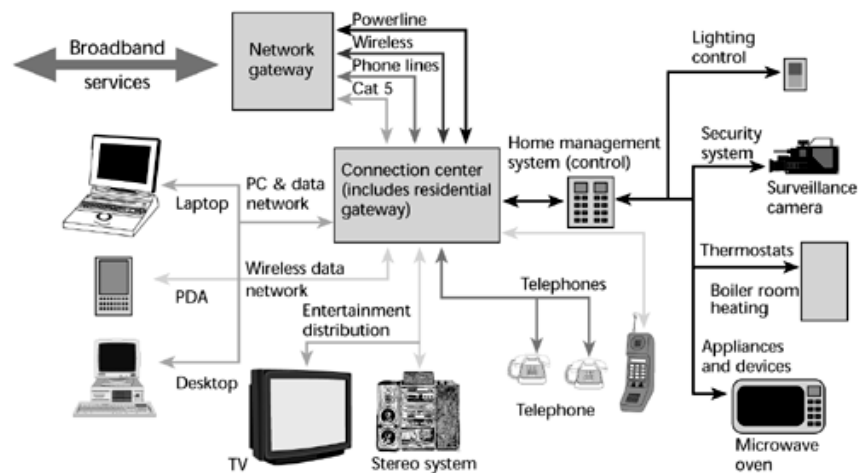 Broadband
services
Network
gateway
Powerline
Wireless
Phone lines
Cat 5
Lighting
control
Home management
system (control)
Security
system
Surveillance
camera
Connection center
(includes residential
gateway)
PC & data
network
Laptop
Wireless data
network
PDA
Thermostats
Boiler room
heating
Telephones
Entertainment
distribution
Desktop
Appliances
and devices
Telephone
TV
Stereo system
Microwave
oven